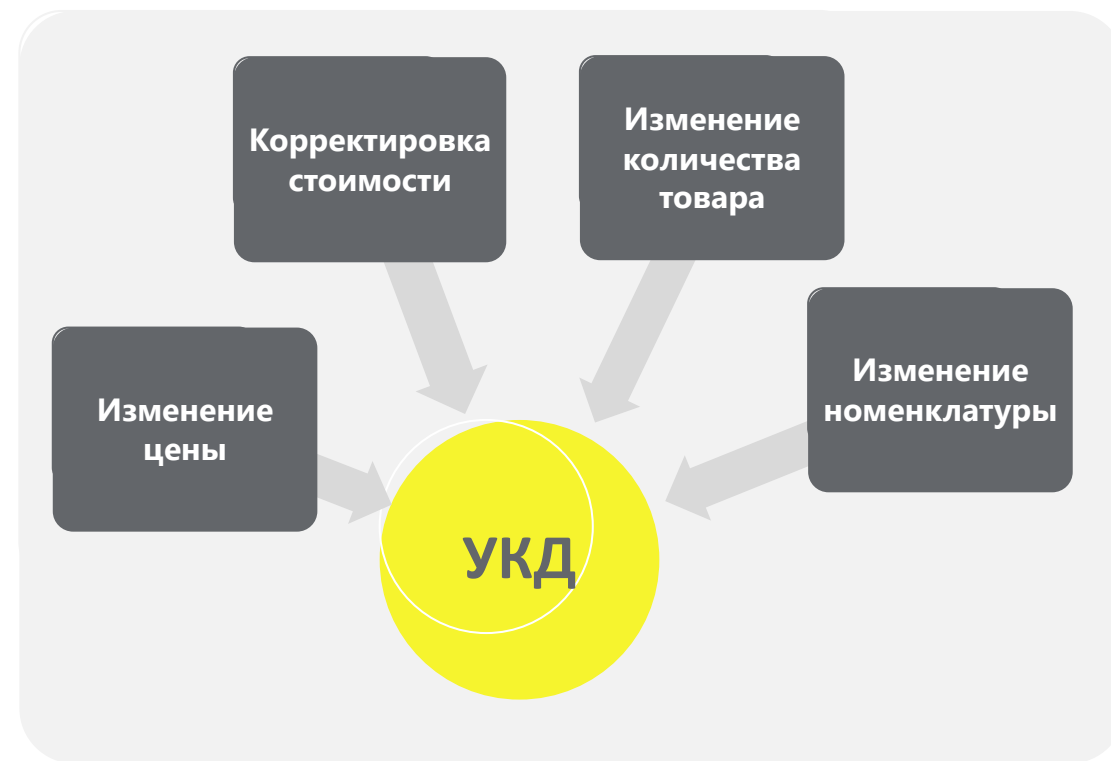 Корректировка
стоимости
Изменение
количества
товара
Изменение
цены
Изменение
номенклатуры
УКД